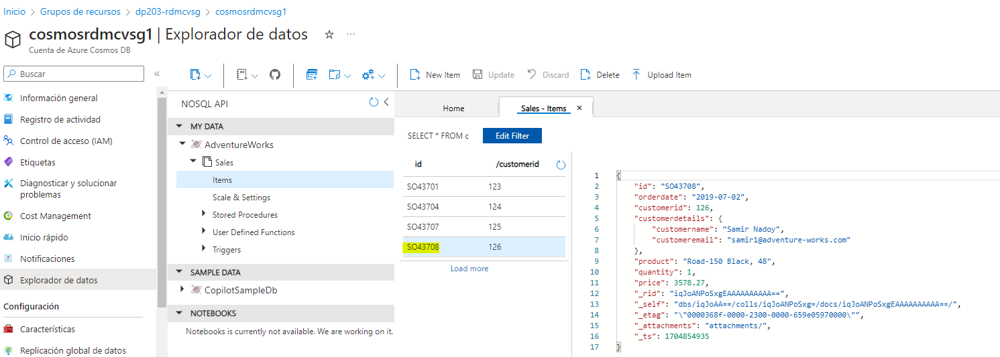 Inicio > Grupos de recursos > dp203-rdmcvsg > cosmosrdmcvsg1
cosmosrdmcvsg1 | Explorador de datos
Cuenta de Azure Cosmos DB
Buscar
Información general
Registro de actividad
Control de acceso (IAM)
Etiquetas
Diagnosticar y solucionar
problemas
Cost Management
Inicio rápido
Notificaciones
Explorador de datos
Configuración
Características
Replicación global de datos
New Item Update Discard Delete Upload Item
NOSQL API
MY DATA
AdventureWorks
Sales
Items
Scale & Settings
Stored Procedures
User Defined Functions
Triggers
SAMPLE DATA
CopilotSampleDb
NOTEBOOKS
Notebooks is currently not available. We are working on it.
Home Sales - Items
SELECT * FROM c Edit Filter
id /customerid
SO43701 123
SO43704 124
SO43707 125
SO43708 126
Load more
1 {
2 "id": "SO43708",
3 "orderdate": "2019-07-02",
4 "customerid": 126,
5 "customerdetails": {
6 "customername": "Samir Nadoy",
7 "customeremail": "samir1@adventure-works.com"
8 },
9 "product": "Road-150 Black, 48",
10 "quantity": 1,
11 "price": 3578.27,
12 "_rid": "iqJoANPoSxgEAAAAAAAAAA==",
13 "_self": "dbs/iqJoAA==/colls/iqJoANPoSxg=/docs/iqJoANPoSxgEAAAAAAAAAA==/",
14 "_etag": "\"0000368f-0000-2300-0000-659e05970000\"",
15 "_attachments": "attachments/",
16 "_ts": 1704854935
17 }